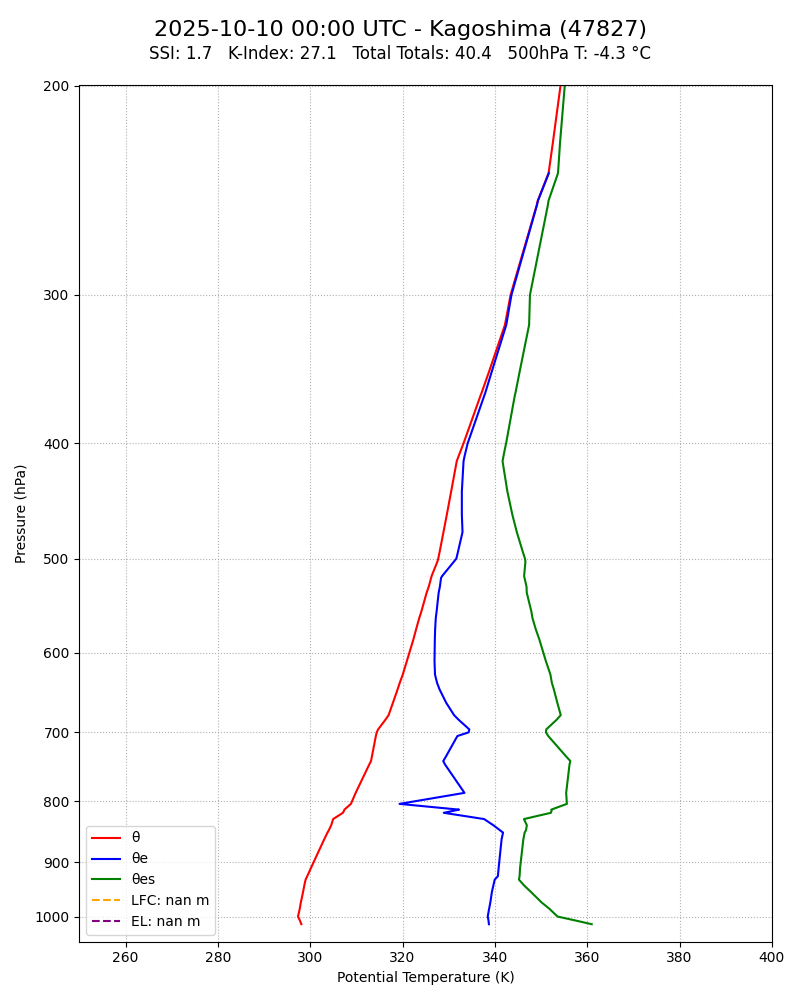 2025-10-10 00:00 UTC - Kagoshima (47827)
SSI: 1.7 K-Index: 27.1 Total Totals: 40.4 500hPa T: -4.3 °C
200
300
400
500
600
700
800
900
1000
Pressure (hPa)
θ
θe
θes
LFC: nan m
EL: nan m
260 280 300 320 340 360 380 400
Potential Temperature (K)